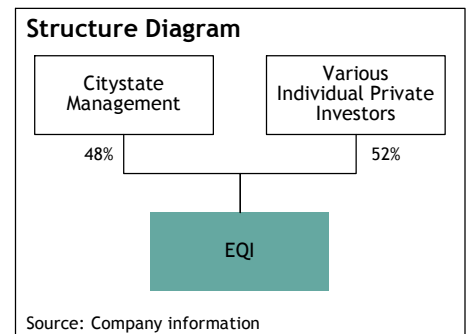 Structure Diagram
Citystate
Management
Various
Individual Private
Investors
48%
52%
EQI
Source: Company information